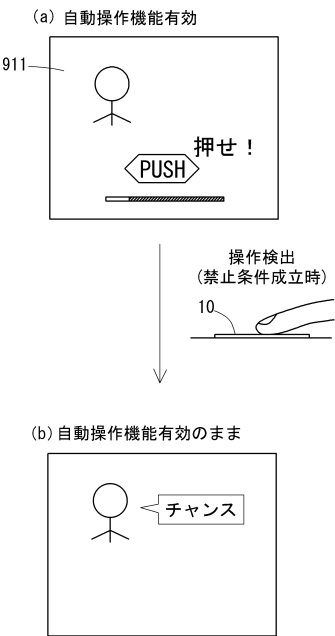 (a) 自動操作機能有効
911
押せ！
PUSH
操作検出
(禁止条件成立時)
10
(b) 自動操作機能有効のまま
チャンス